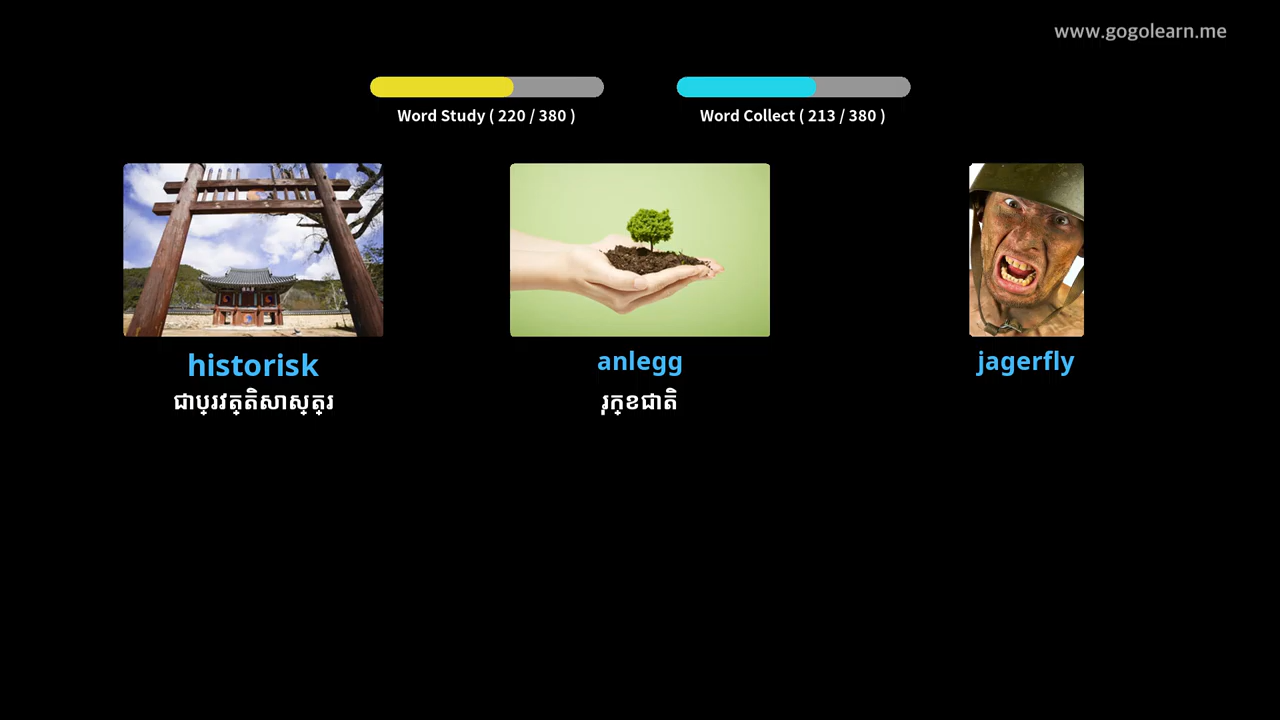 www.gogolearn.me
Word Study ( 220 / 380 )
Word Collect ( 213 / 380 )
historisk
anlegg
jagerfly
ជាប្រវត្តិសាស្ត្រ
រុក្ខជាតិ